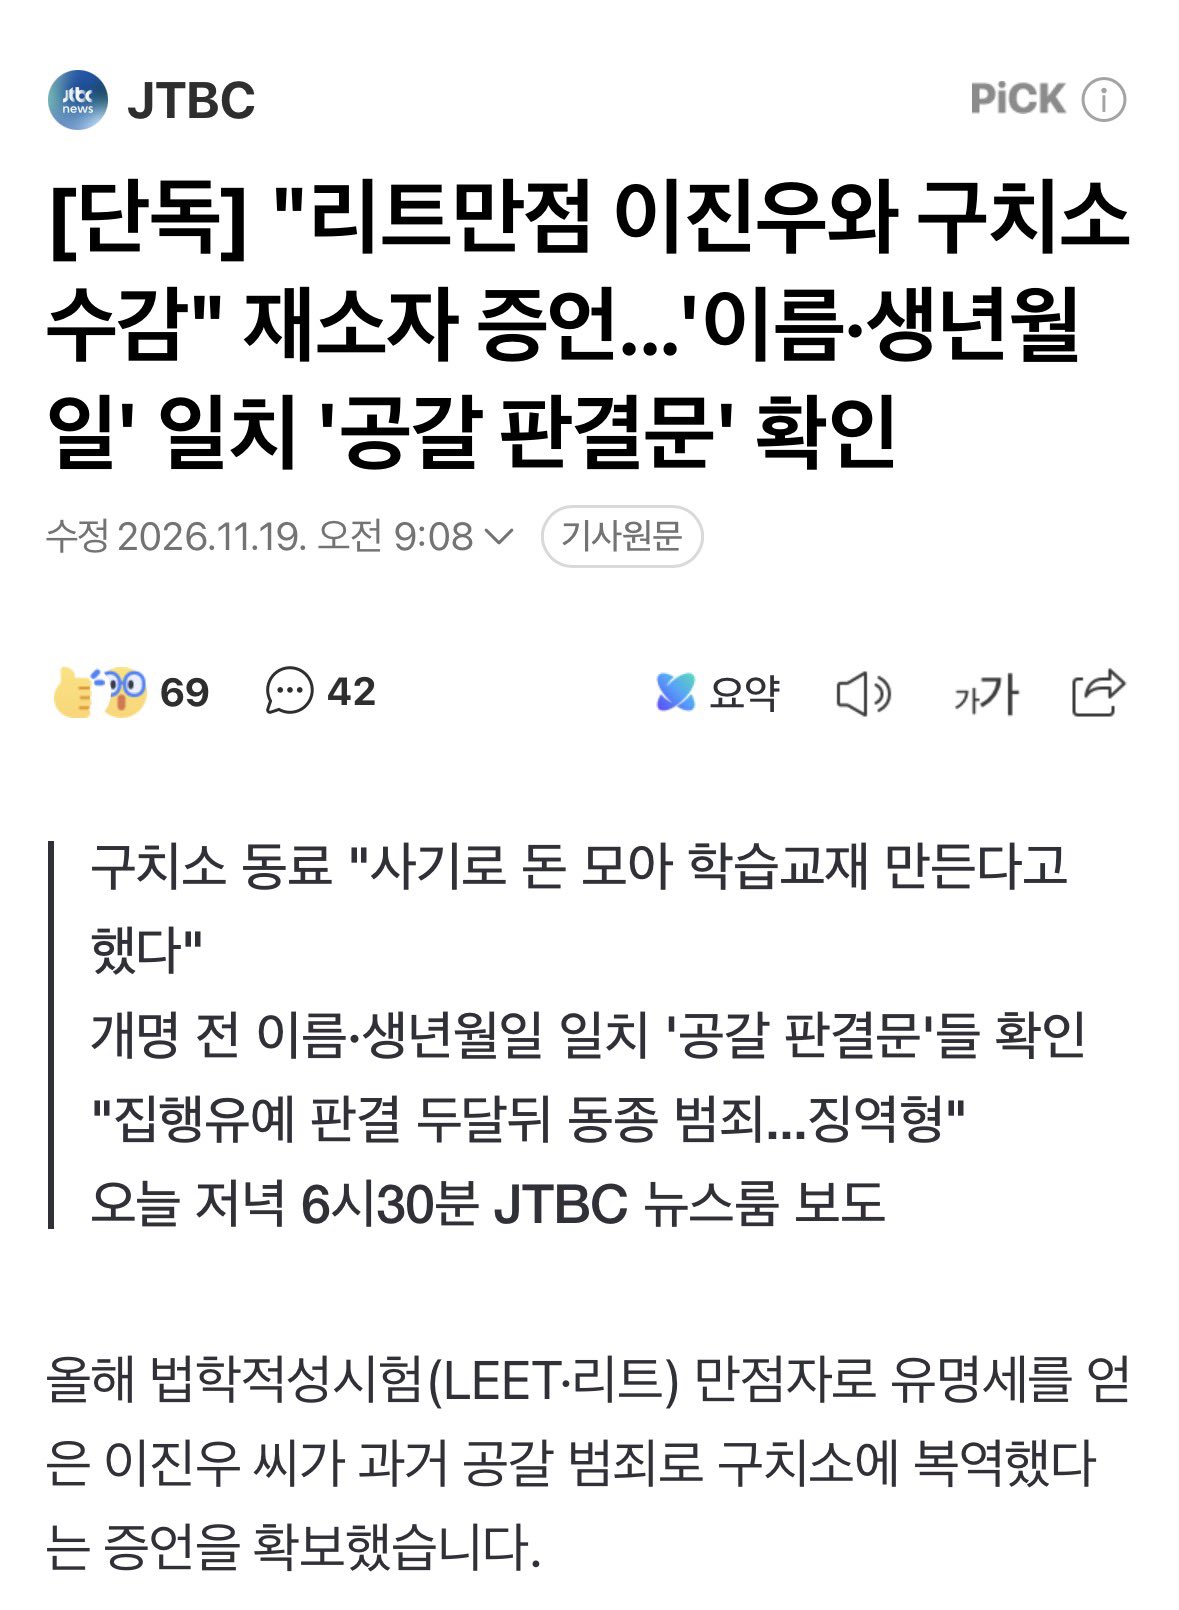 jtbc
news
JTBC
PiCK
[단독] "리트만점 이진우와 구치소
수감" 재소자 증언...'이름·생년월
일' 일치 '공갈 판결문' 확인
수정 2026.11.19. 오전 9:08
기사원문
69
42
요약
가가
구치소 동료 "사기로 돈 모아 학습교재 만든다고
했다"
개명 전 이름·생년월일 일치 '공갈 판결문'들 확인
"집행유예 판결 두달뒤 동종 범죄...징역형"
오늘 저녁 6시30분 JTBC 뉴스룸 보도
올해 법학적성시험(LEET·리트) 만점자로 유명세를 얻
은 이진우 씨가 과거 공갈 범죄로 구치소에 복역했다
는 증언을 확보했습니다.